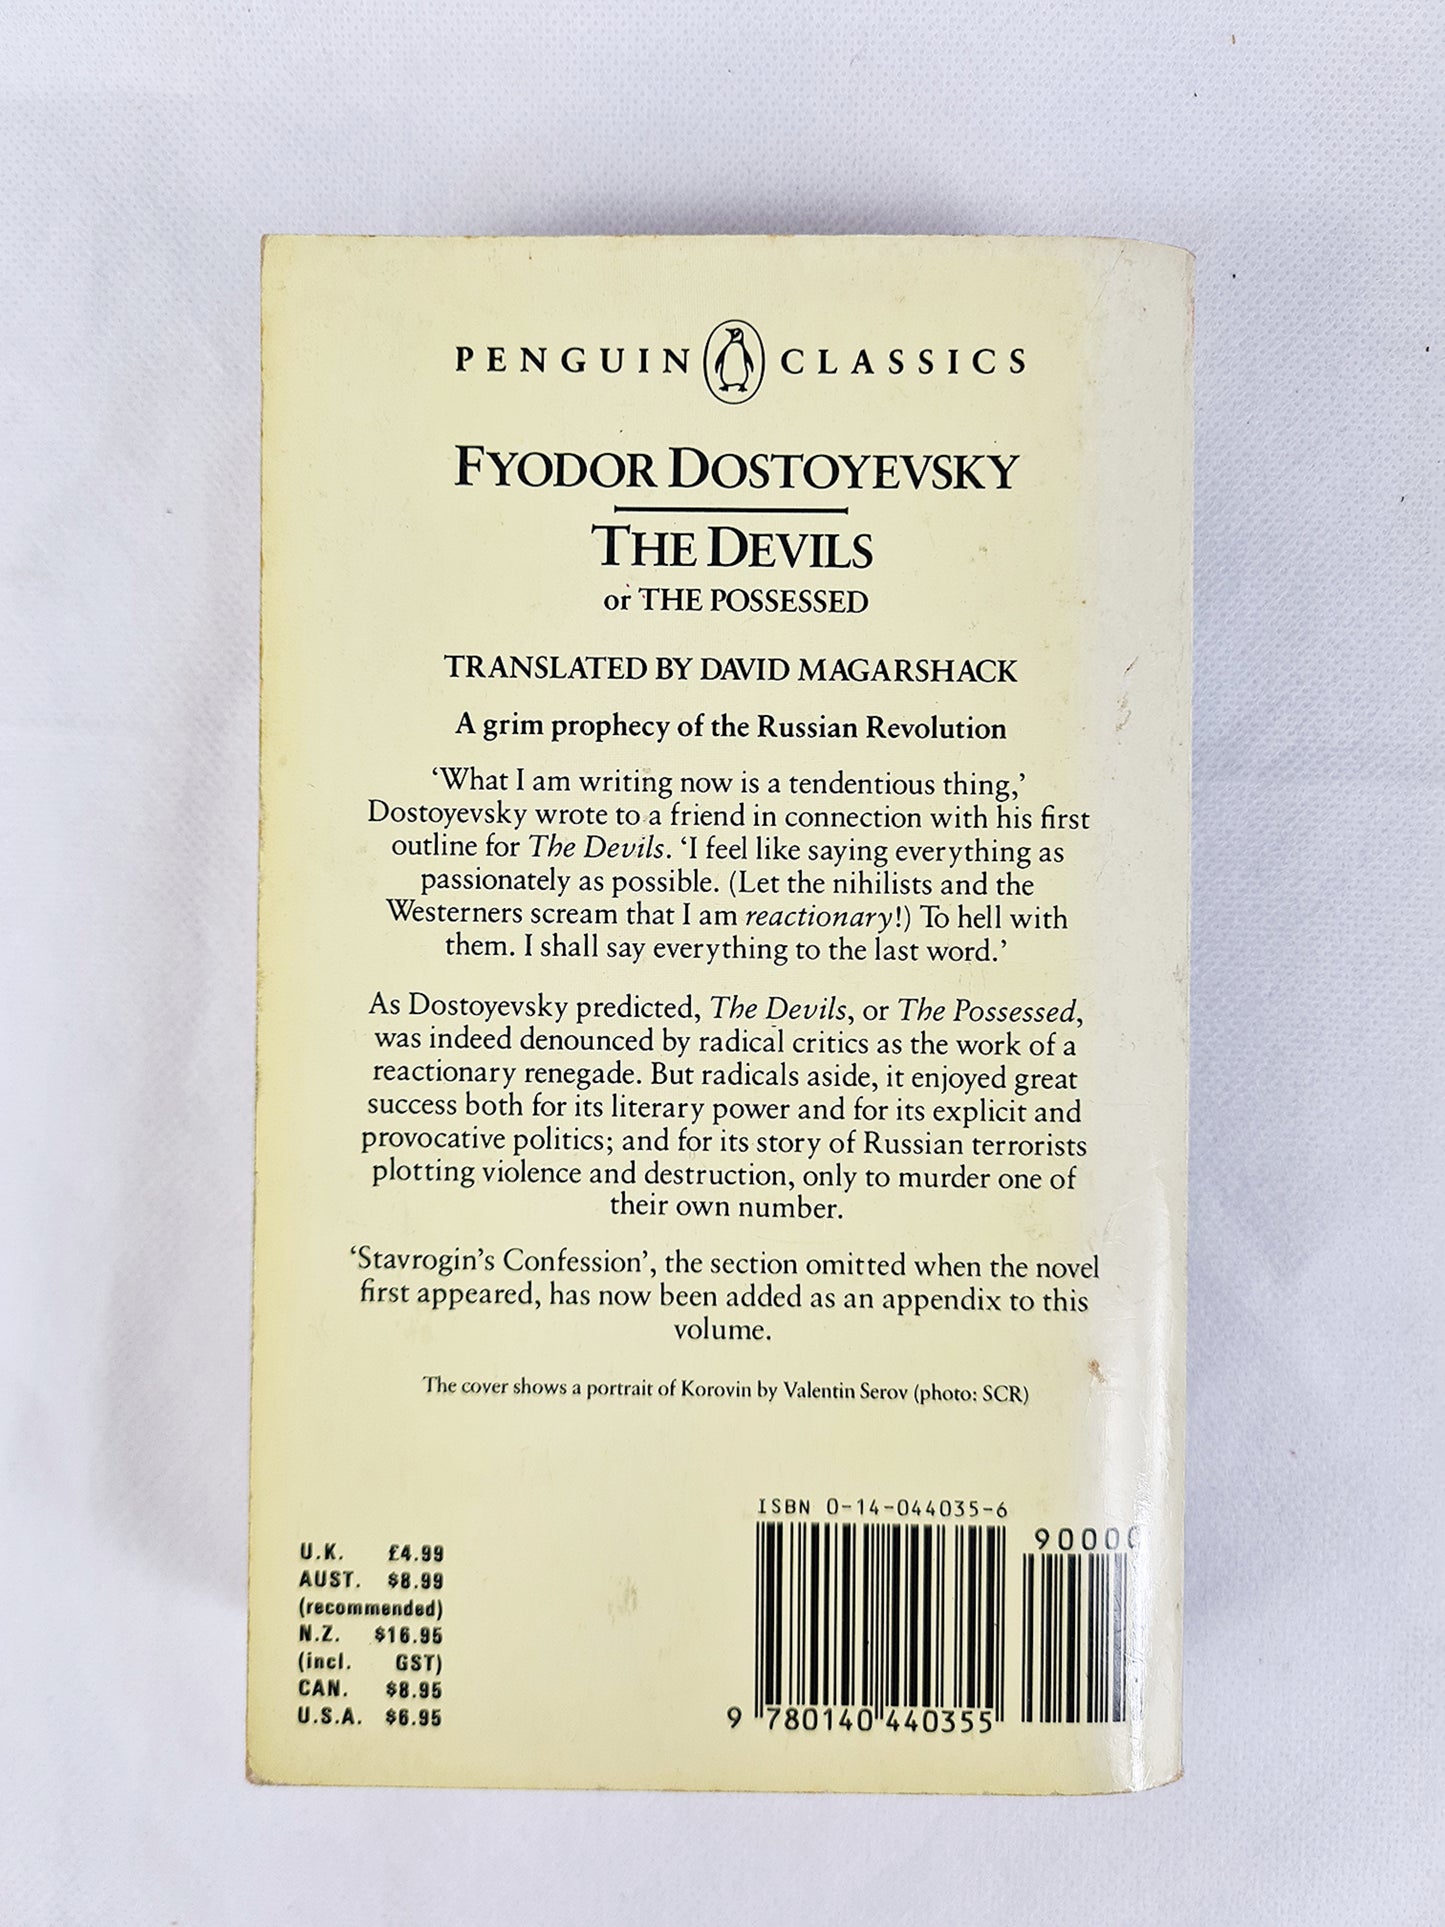 PENGUIN CLASSICS
FYODOR DOSTOYEVSKY
THE DEVILS
or THE POSSESSED
TRANSLATED BY DAVID MAGARSHACK
A grim prophecy of the Russian Revolution
‘What I am writing now is a tendentious thing,’
Dostoyevsky wrote to a friend in connection with his first
outline for The Devils. ‘I feel like saying everything as
passionately as possible. (Let the nihilists and the
Westerners scream that I am reactionary!) To hell with
them. I shall say everything to the last word.’
As Dostoyevsky predicted, The Devils, or The Possessed,
was indeed denounced by radical critics as the work of a
reactionary renegade. But radicals aside, it enjoyed great
success both for its literary power and for its explicit and
provocative politics; and for its story of Russian terrorists
plotting violence and destruction, only to murder one of
their own number.
‘Stavrogin’s Confession’, the section omitted when the novel
first appeared, has now been added as an appendix to this
volume.
The cover shows a portrait of Korovin by Valentin Serov (photo: SCR)
U.K. £4.99
AUST. $8.99
(recommended)
N.Z. $16.95
(incl. GST)
CAN. $8.95
U.S.A. $6.95
ISBN 0-14-044035-6
90000
9 780140 440355